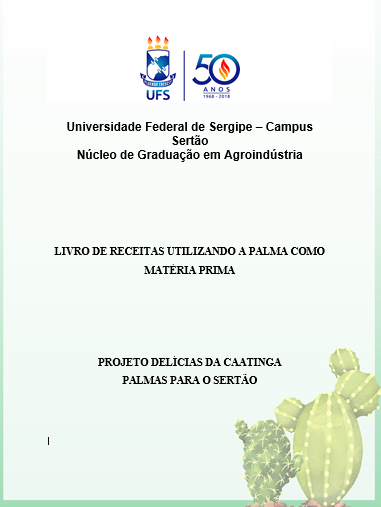 UFS
50
ANOS
1968 - 2018
Universidade Federal de Sergipe – Campus
Sertão
Núcleo de Graduação em Agroindústria
LIVRO DE RECEITAS UTILIZANDO A PALMA COMO
MATÉRIA PRIMA
PROJETO DELÍCIAS DA CAATINGA
PALMAS PARA O SERTÃO